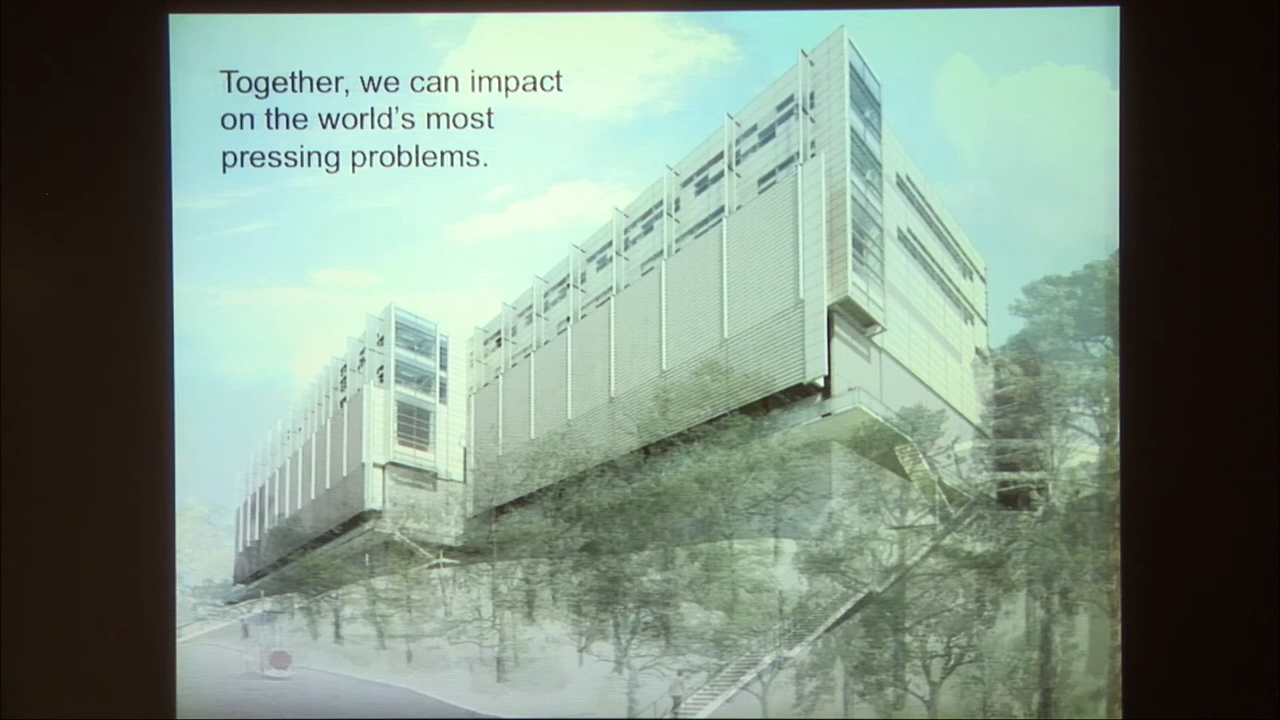 Together, we can impact
on the world's most
pressing problems.